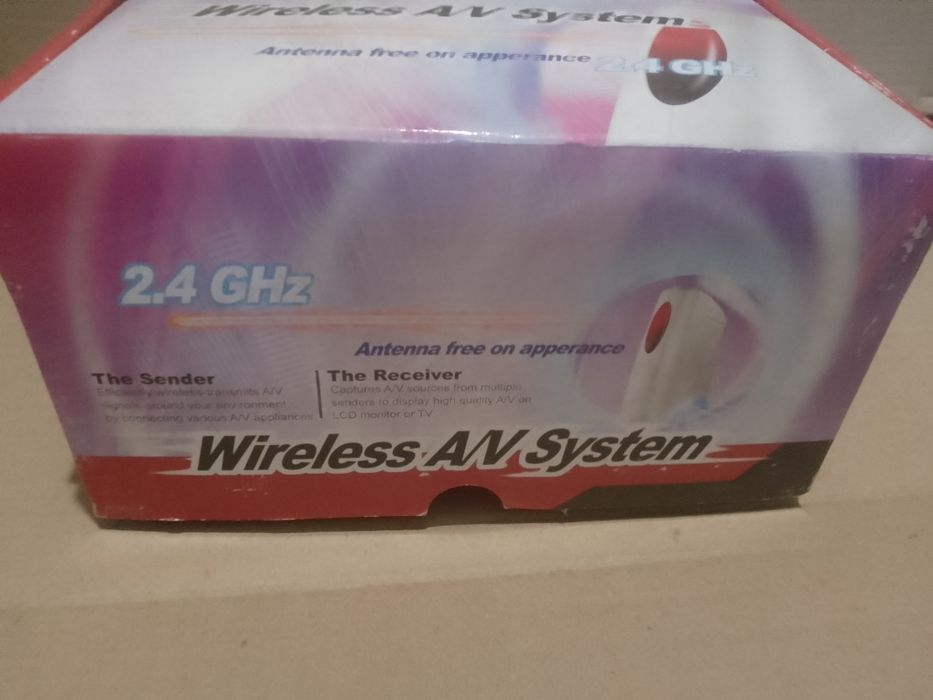 Wireless A/V System
Antenna free on apperance
2.4 GHz
2.4 GHz
Antenna free on apperance
The Sender
Efficiently wireless-transmits A/V
signals around your environment
by connecting various A/V appliances
The Receiver
Captures A/V sources from multiple
senders to display high quality A/V on
LCD monitor or TV
Wireless A/V System